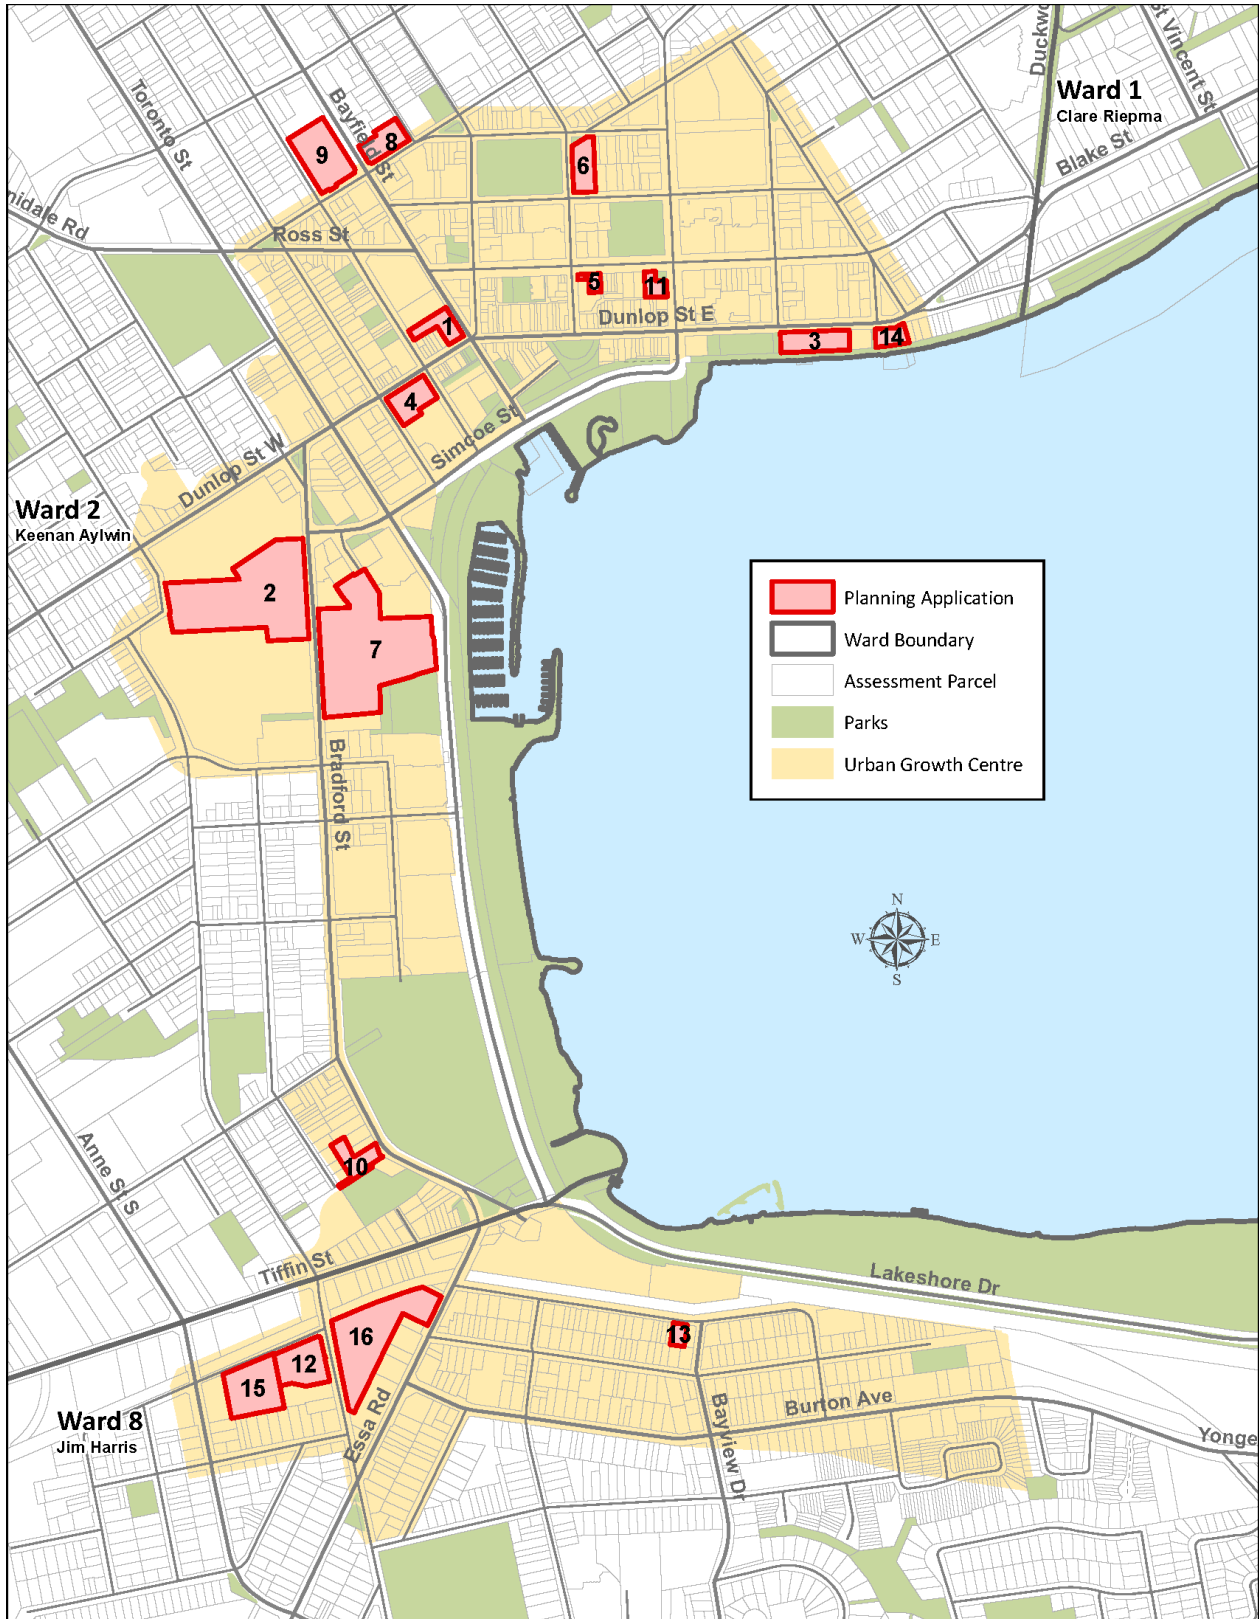 Duckwo
St Vincent St
Ward 1
Clare Riepma
Toronto St
Bayfield St
8
9
6
Blake St
nidale Rd
Ross St
5
11
Dunlop St E
1
3
14
4
Simcoe St
Dunlop St W
Ward 2
Keenan Aylwin
2
7
Planning Application
Ward Boundary
Assessment Parcel
Parks
Urban Growth Centre
Bradford St
N
W
E
S
10
Anne St S
Tiffin St
Lakeshore Dr
16
13
12
15
Essa Rd
Bayview Dr
Burton Ave
Ward 8
Jim Harris
Yonge